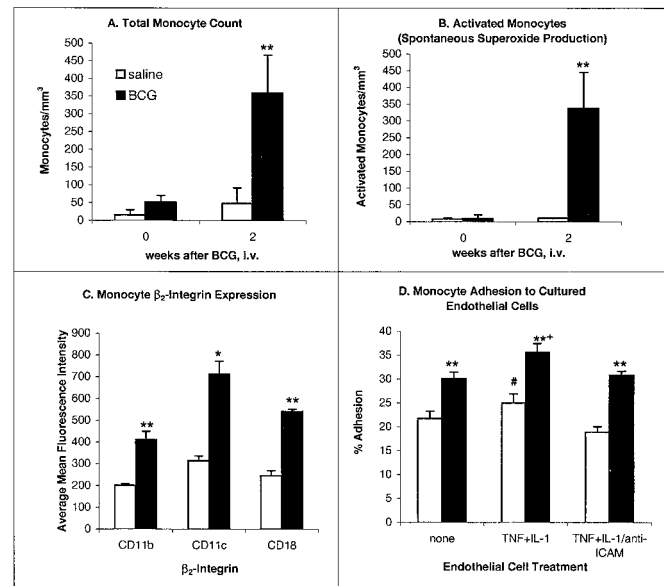 A. Total Monocyte Count
500
450
400
350
300
250
200
150
100
50
0
Monocytes/mm³
saline
BCG
**
0 2
weeks after BCG, i.v.
B. Activated Monocytes
(Spontaneous Superoxide Production)
500
450
400
350
300
250
200
150
100
50
0
Activated Monocytes/mm³
**
0 2
weeks after BCG, i.v.
C. Monocyte β₂-Integrin Expression
900
800
700
600
500
400
300
200
100
0
Average Mean Fluorescence Intensity
** * **
CD11b CD11c CD18
β₂-Integrin
D. Monocyte Adhesion to Cultured
Endothelial Cells
40
35
30
25
20
15
10
5
0
% Adhesion
** # **+ **
none TNF+IL-1 TNF+IL-1/anti-
ICAM
Endothelial Cell Treatment